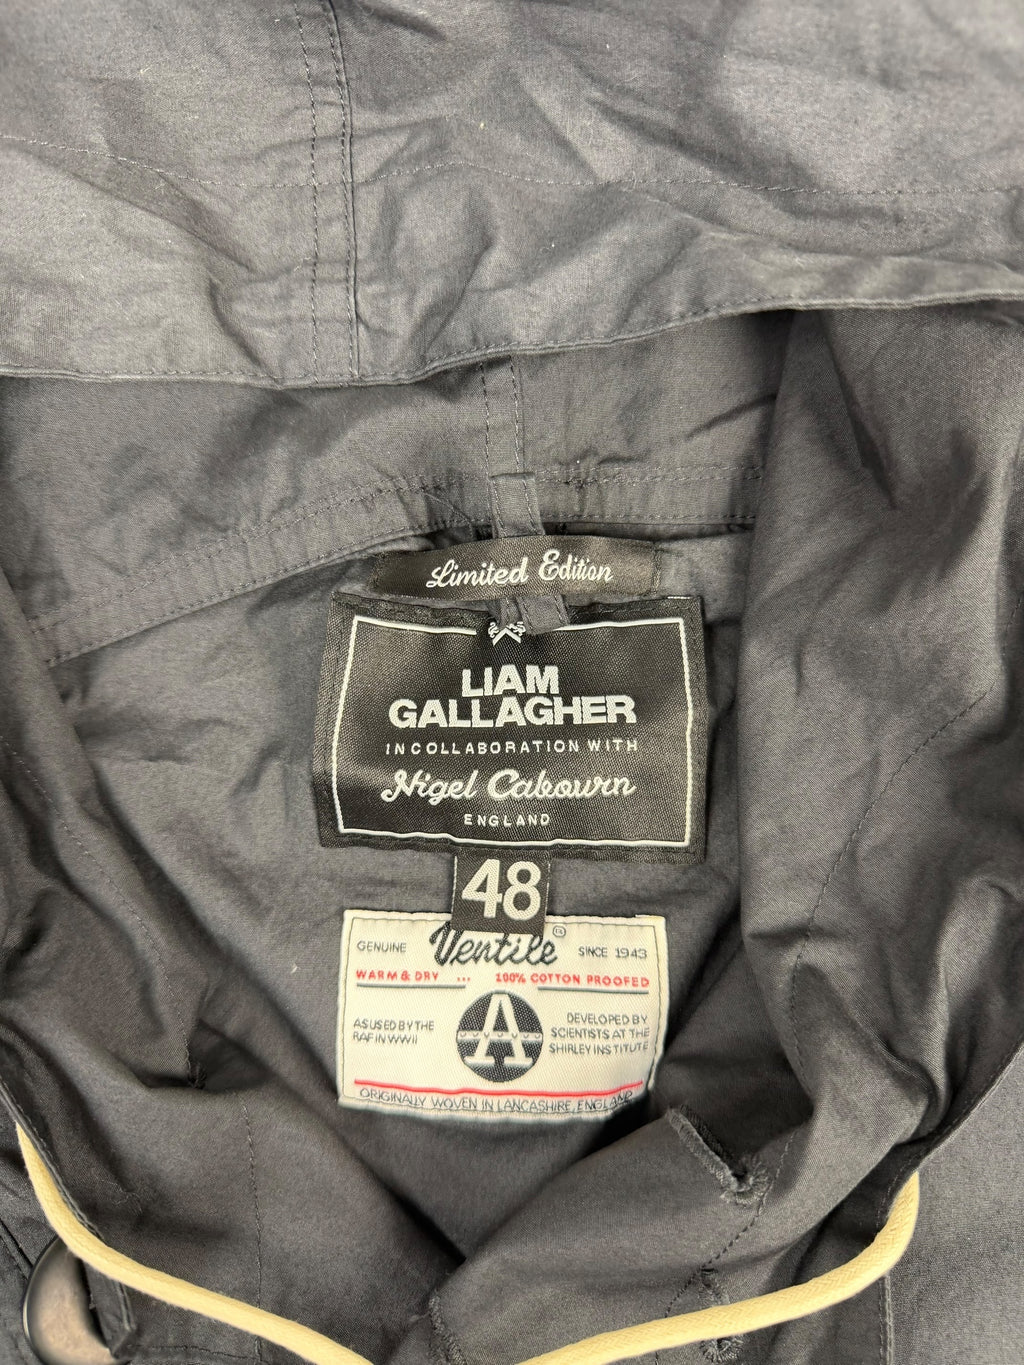 Limited Edition
LIAM
GALLAGHER
IN COLLABORATION WITH
Nigel Cabourn
ENGLAND
48
GENUINE Ventile® SINCE 1943
WARM & DRY ... 100% COTTON PROOFED
AS USED BY THE
RAF IN WWII
A
DEVELOPED BY
SCIENTISTS AT THE
SHIRLEY INSTITUTE
ORIGINALLY WOVEN IN LANCASHIRE, ENGLAND